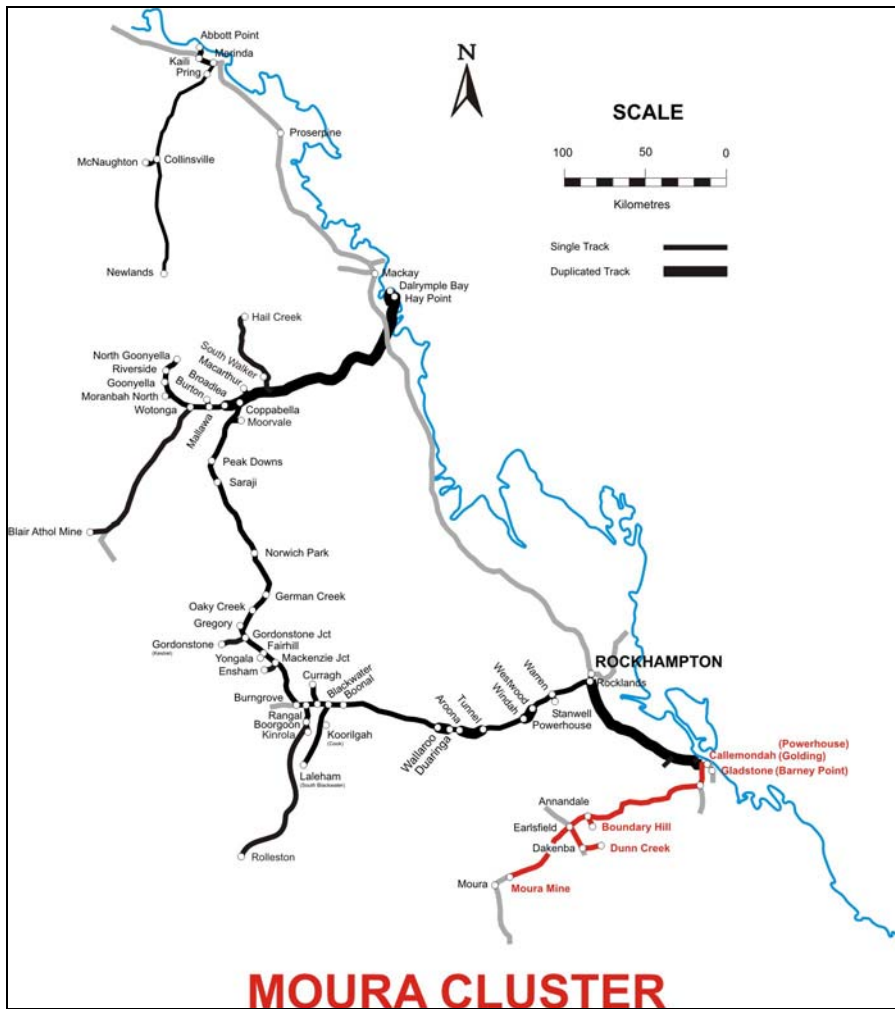 Abbott Point
Kaili
Merinda
Pring
N
SCALE
100 50 0
Kilometres
Single Track
Duplicated Track
Proserpine
McNaughton
Collinsville
Newlands
Mackay
Dalrymple Bay
Hay Point
Hail Creek
North Goonyella
Riverside
Goonyella
Moranbah North
Wotonga
South Walker
Macarthur
Broadlea
Burton
Mallawa
Coppabella
Moorvale
Peak Downs
Saraji
Blair Athol Mine
Norwich Park
German Creek
Oaky Creek
Gregory
Gordonstone Jct
Gordonstone
(Kestrel)
Fairhill
Yongala
Mackenzie Jct
Ensham
Curragh
Burngrove
Rangal
Boorgoon
Kinrola
Blackwater
Boonal
Koorilgah
(Cook)
Laleham
(South Blackwater)
Rolleston
Wallaroo
Duaringa
Aroona
Tunnel
Windah
Westwood
Warren
Stanwell
Powerhouse
ROCKHAMPTON
Rocklands
Callemondah (Powerhouse)
(Golding)
Gladstone (Barney Point)
Annandale
Earlsfield
Boundary Hill
Dakenba
Dunn Creek
Moura
Moura Mine
MOURA CLUSTER